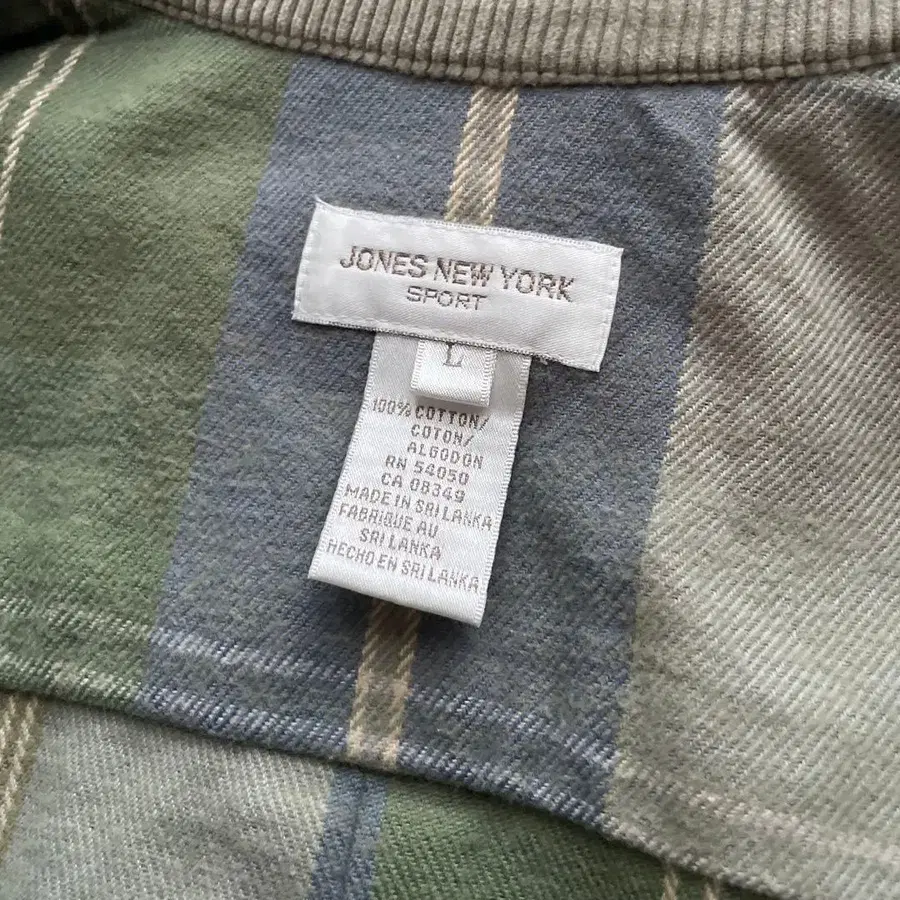 JONES NEW YORK
SPORT
L
100% COTTON/
COTON/
ALGODON
RN 54050
CA 08349
MADE IN SRI LANKA
FABRIQUE AU
SRI LANKA
HECHO EN SRI LANKA